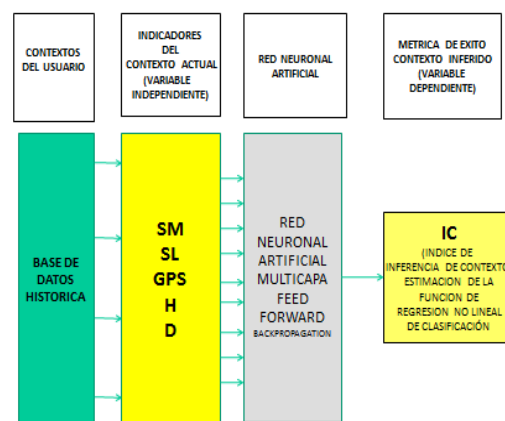 CONTEXTOS
DEL USUARIO
INDICADORES
DEL
CONTEXTO ACTUAL
(VARIABLE
INDEPENDIENTE)
RED NEURONAL
ARTIFICIAL
METRICA DE EXITO
CONTEXTO INFERIDO
(VARIABLE
DEPENDIENTE)
BASE DE
DATOS
HISTORICA
SM
SL
GPS
H
D
RED
NEURONAL
ARTIFICIAL
MULTICAPA
FEED
FORWARD
BACKPROPAGATION
IC
(INDICE DE
INFERENCIA DE CONTEXTO
ESTIMACION DE LA
FUNCION DE
REGRESION NO LINEAL
DE CLASIFICACIÓN